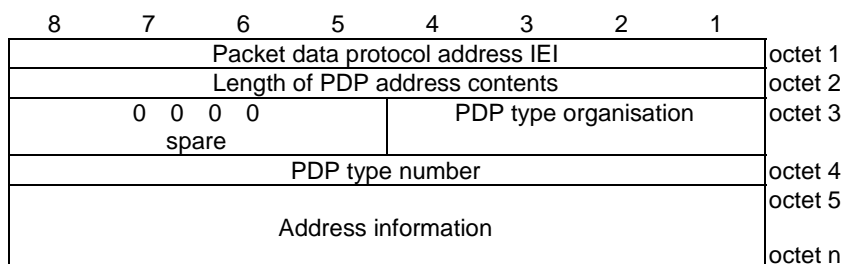 8 7 6 5 4 3 2 1
Packet data protocol address IEI octet 1
Length of PDP address contents octet 2
0 0 0 0 PDP type organisation octet 3
spare
PDP type number octet 4
octet 5
Address information
octet n